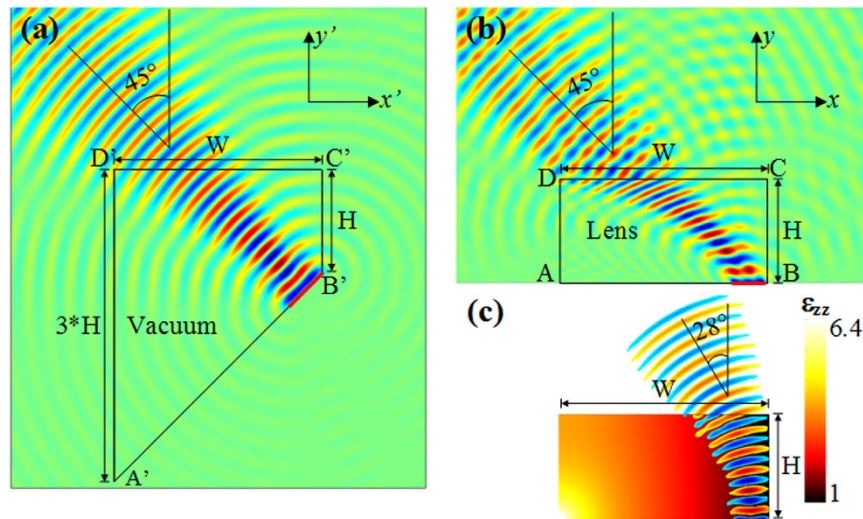 (a)
45°
y’
x’
D’
W
C’
H
B’
3*H
Vacuum
A’
(b)
45°
y
x
W
D
C
Lens
H
A
B
(c)
28°
W
H
εzz
6.4
1